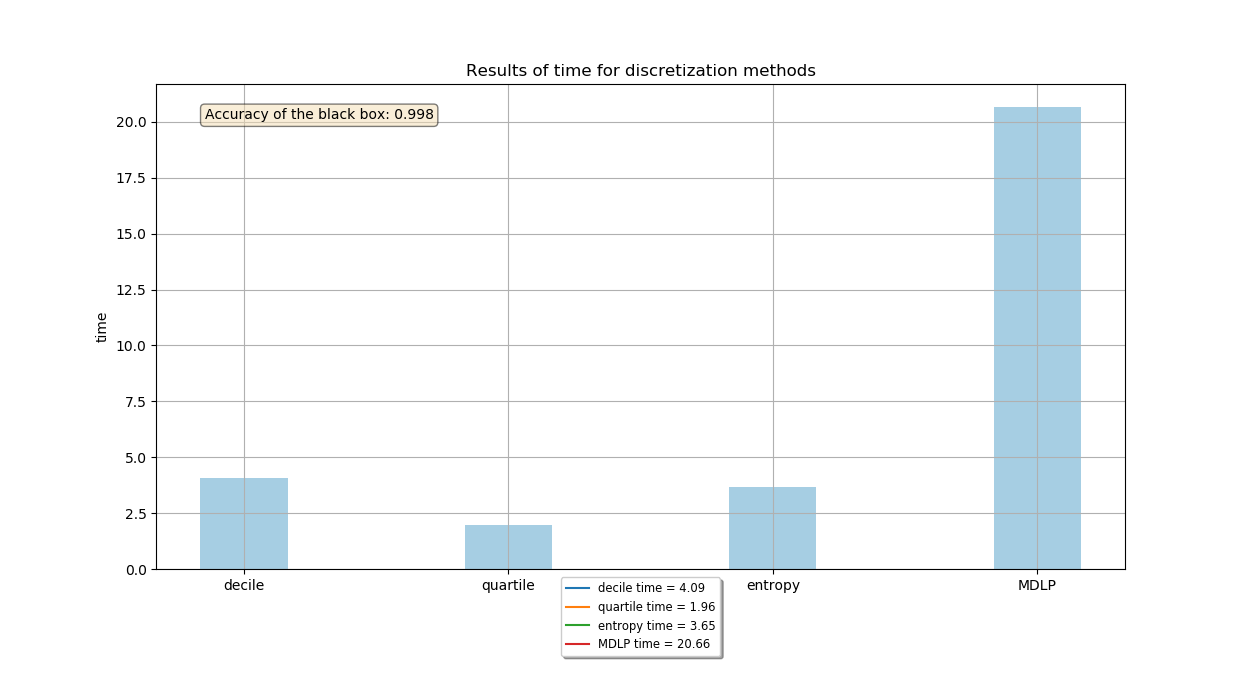 Results of time for discretization methods
Accuracy of the black box: 0.998
20.0
17.5
15.0
12.5
10.0
7.5
5.0
2.5
0.0
time
decile quartile entropy MDLP
decile time = 4.09
quartile time = 1.96
entropy time = 3.65
MDLP time = 20.66